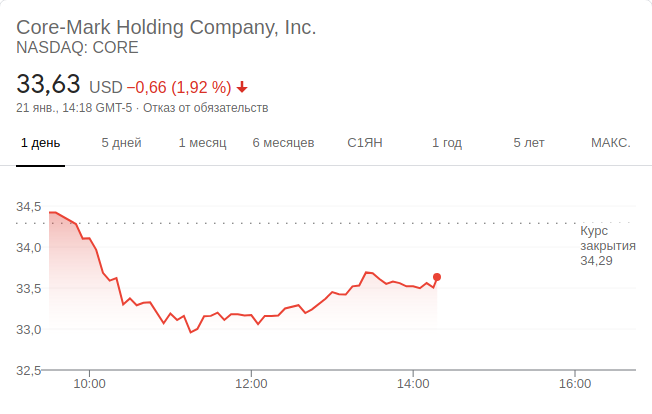 Core-Mark Holding Company, Inc.
NASDAQ: CORE
33,63 USD −0,66 (1,92 %)
21 янв., 14:18 GMT-5 · Отказ от обязательств
1 день 5 дней 1 месяц 6 месяцев С1ЯН 1 год 5 лет МАКС.
34,5
Курс
закрытия
34,29
34,0
33,5
33,0
32,5
10:00 12:00 14:00 16:00